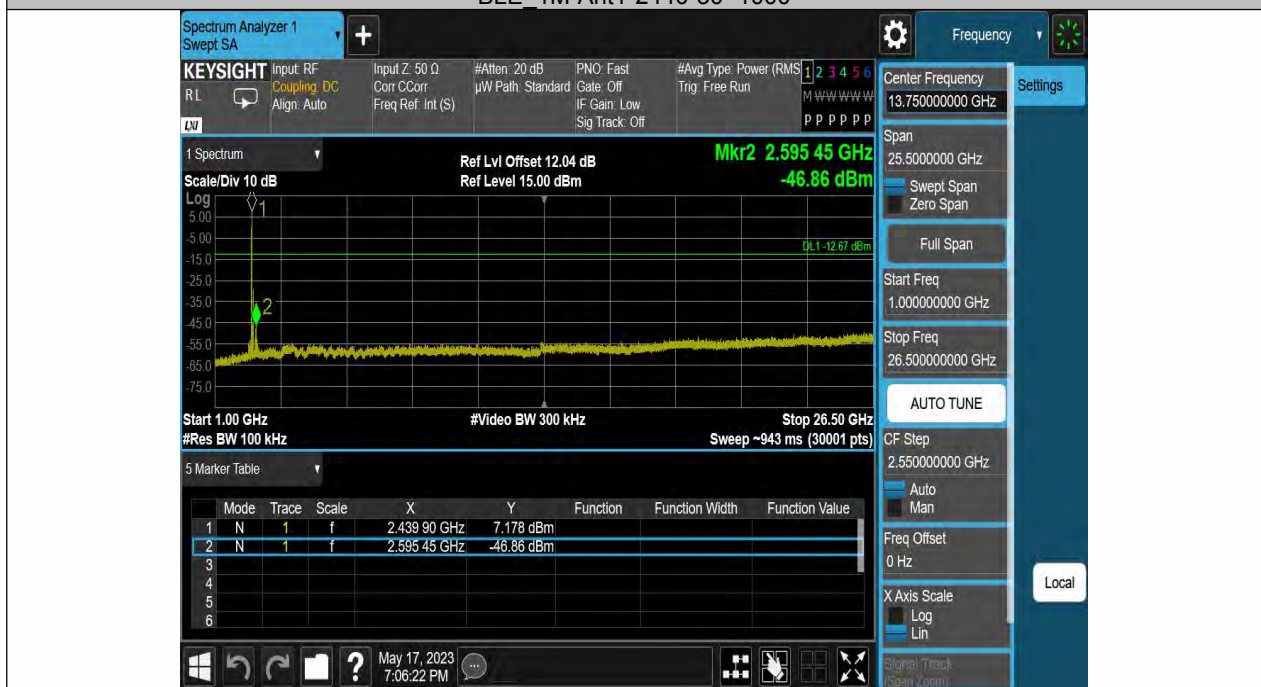 Spectrum Analyzer 1
Swept SA
+
Frequency
KEYSIGHT
RL
LXI
Input: RF
Coupling: DC
Align: Auto
Input Z: 50 Ω
Corr CCorr
Freq Ref: Int (S)
#Atten: 20 dB
µW Path: Standard
PNO: Fast
Gate: Off
IF Gain: Low
Sig Track: Off
#Avg Type: Power (RMS
Trig: Free Run
1 2 3 4 5 6
M W W W W W
P P P P P P
1 Spectrum
Scale/Div 10 dB
Ref Lvl Offset 12.04 dB
Ref Level 15.00 dBm
Mkr2 2.595 45 GHz
-46.86 dBm
Log
1
5.00
-5.00
DL1 -12.67 dBm
-15.0
-25.0
-35.0
2
-45.0
-55.0
-65.0
-75.0
Start 1.00 GHz
#Video BW 300 kHz
Stop 26.50 GHz
#Res BW 100 kHz
Sweep ~943 ms (30001 pts)
5 Marker Table
Mode Trace Scale X Y Function Function Width Function Value
1 N 1 f 2.439 90 GHz 7.178 dBm
2 N 1 f 2.595 45 GHz -46.86 dBm
3
4
5
6
?
May 17, 2023
7:06:22 PM
Center Frequency
13.750000000 GHz
Settings
Span
25.5000000 GHz
Swept Span
Zero Span
Full Span
Start Freq
1.000000000 GHz
Stop Freq
26.500000000 GHz
AUTO TUNE
CF Step
2.550000000 GHz
Auto
Man
Freq Offset
0 Hz
X Axis Scale
Log
Lin
Local
Signal Track
(Span Zoom)